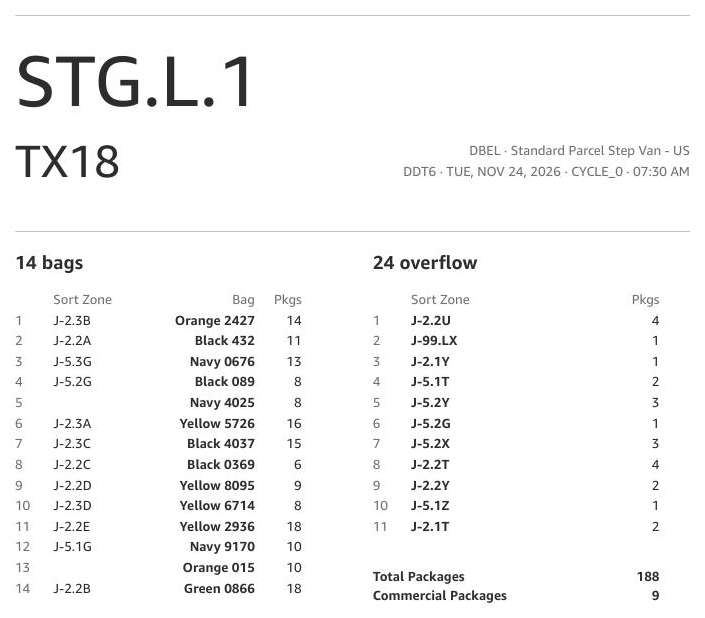 STG.L.1
TX18
DBEL · Standard Parcel Step Van - US
DDT6 · TUE, NOV 24, 2026 · CYCLE_0 · 07:30 AM
14 bags
Sort Zone Bag Pkgs
1 J-2.3B Orange 2427 14
2 J-2.2A Black 432 11
3 J-5.3G Navy 0676 13
4 J-5.2G Black 089 8
5 Navy 4025 8
6 J-2.3A Yellow 5726 16
7 J-2.3C Black 4037 15
8 J-2.2C Black 0369 6
9 J-2.2D Yellow 8095 9
10 J-2.3D Yellow 6714 8
11 J-2.2E Yellow 2936 18
12 J-5.1G Navy 9170 10
13 Orange 015 10
14 J-2.2B Green 0866 18
24 overflow
Sort Zone Pkgs
1 J-2.2U 4
2 J-99.LX 1
3 J-2.1Y 1
4 J-5.1T 2
5 J-5.2Y 3
6 J-5.2G 1
7 J-5.2X 3
8 J-2.2T 4
9 J-2.2Y 2
10 J-5.1Z 1
11 J-2.1T 2
Total Packages 188
Commercial Packages 9